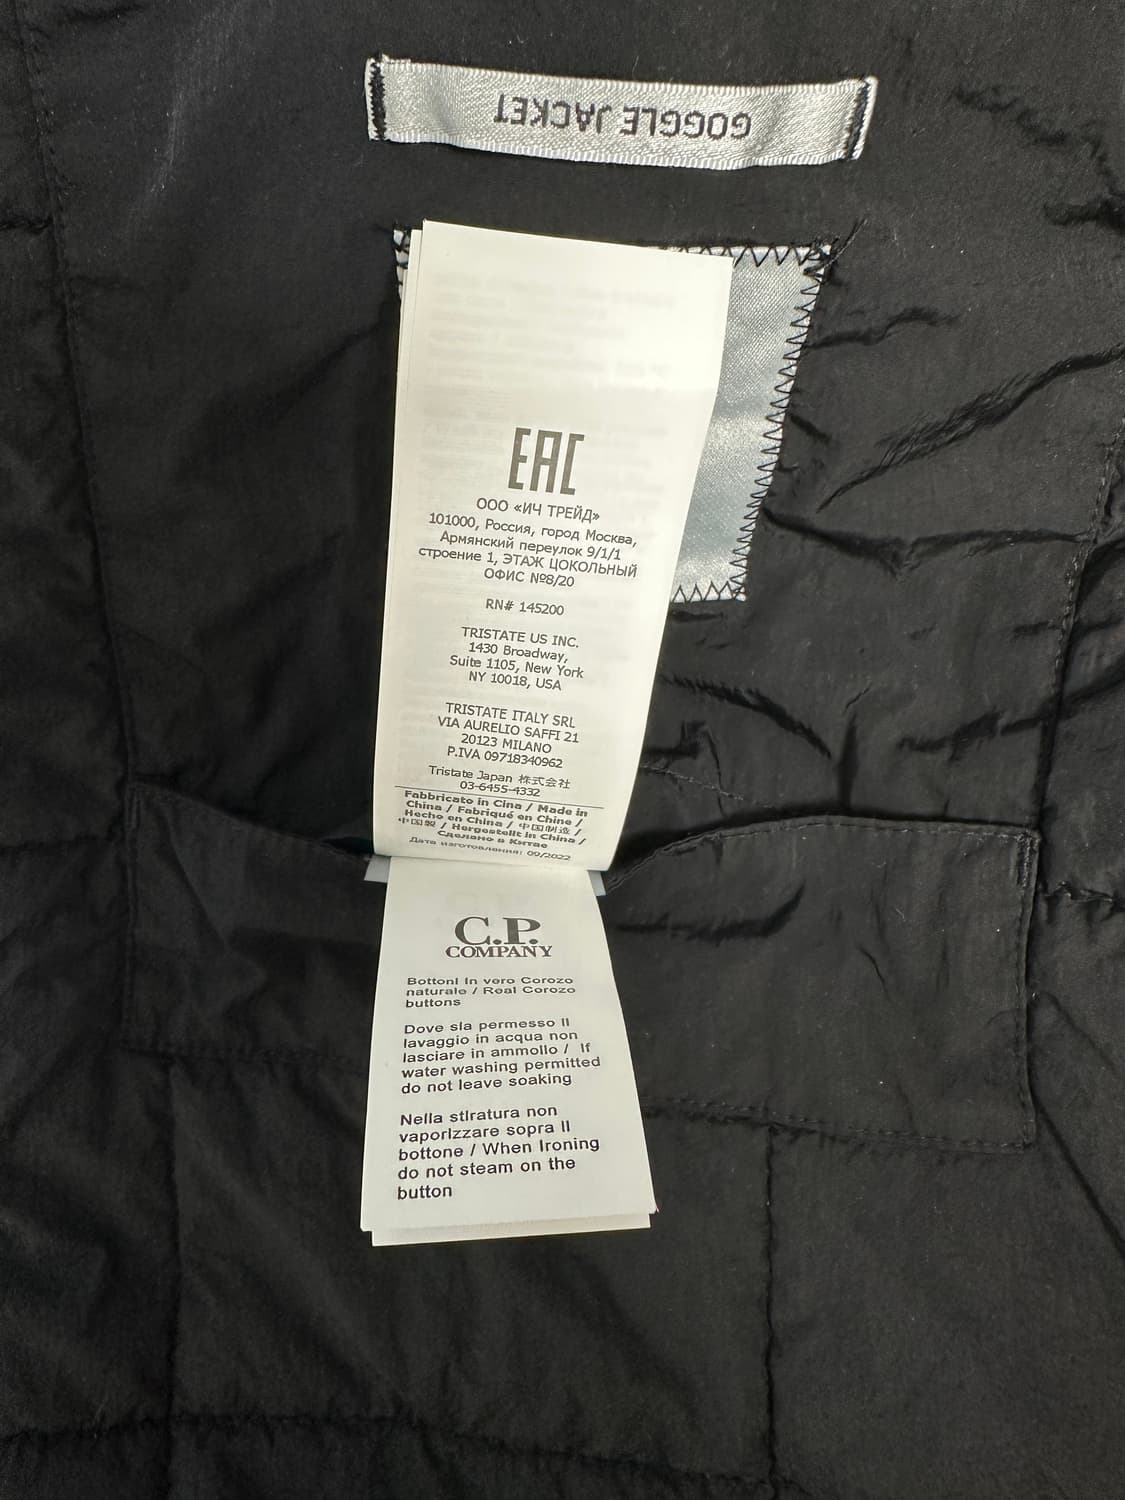 GOGGLE JACKET
EAC
ООО «ИЧ ТРЕЙД»
101000, Россия, город Москва,
Армянский переулок 9/1/1
строение 1, ЭТАЖ ЦОКОЛЬНЫЙ
ОФИС №8/20
RN# 145200
TRISTATE US INC.
1430 Broadway,
Suite 1105, New York
NY 10018, USA
TRISTATE ITALY SRL
VIA AURELIO SAFFI 21
20123 MILANO
P.IVA 09718340962
Tristate Japan 株式会社
03-6455-4332
Fabbricato in Cina / Made in
China / Fabriqué en Chine /
Hecho en China / 中国制造 /
中国製 / Hergestellt in China /
Сделано в Китае
Дата изготовления: 09/2022
C.P.
COMPANY
Bottoni in vero Corozo
naturale / Real Corozo
buttons
Dove sia permesso il
lavaggio in acqua non
lasciare in ammollo / If
water washing permitted
do not leave soaking
Nella stiratura non
vaporizzare sopra il
bottone / When ironing
do not steam on the
button